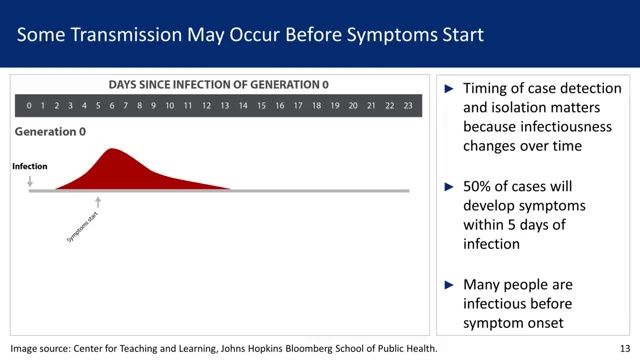 Some Transmission May Occur Before Symptoms Start
DAYS SINCE INFECTION OF GENERATION 0
0 1 2 3 4 5 6 7 8 9 10 11 12 13 14 15 16 17 18 19 20 21 22 23
Generation 0
Infection
Symptoms start
► Timing of case detection
and isolation matters
because infectiousness
changes over time
► 50% of cases will
develop symptoms
within 5 days of
infection
► Many people are
infectious before
symptom onset
Image source: Center for Teaching and Learning, Johns Hopkins Bloomberg School of Public Health.
13